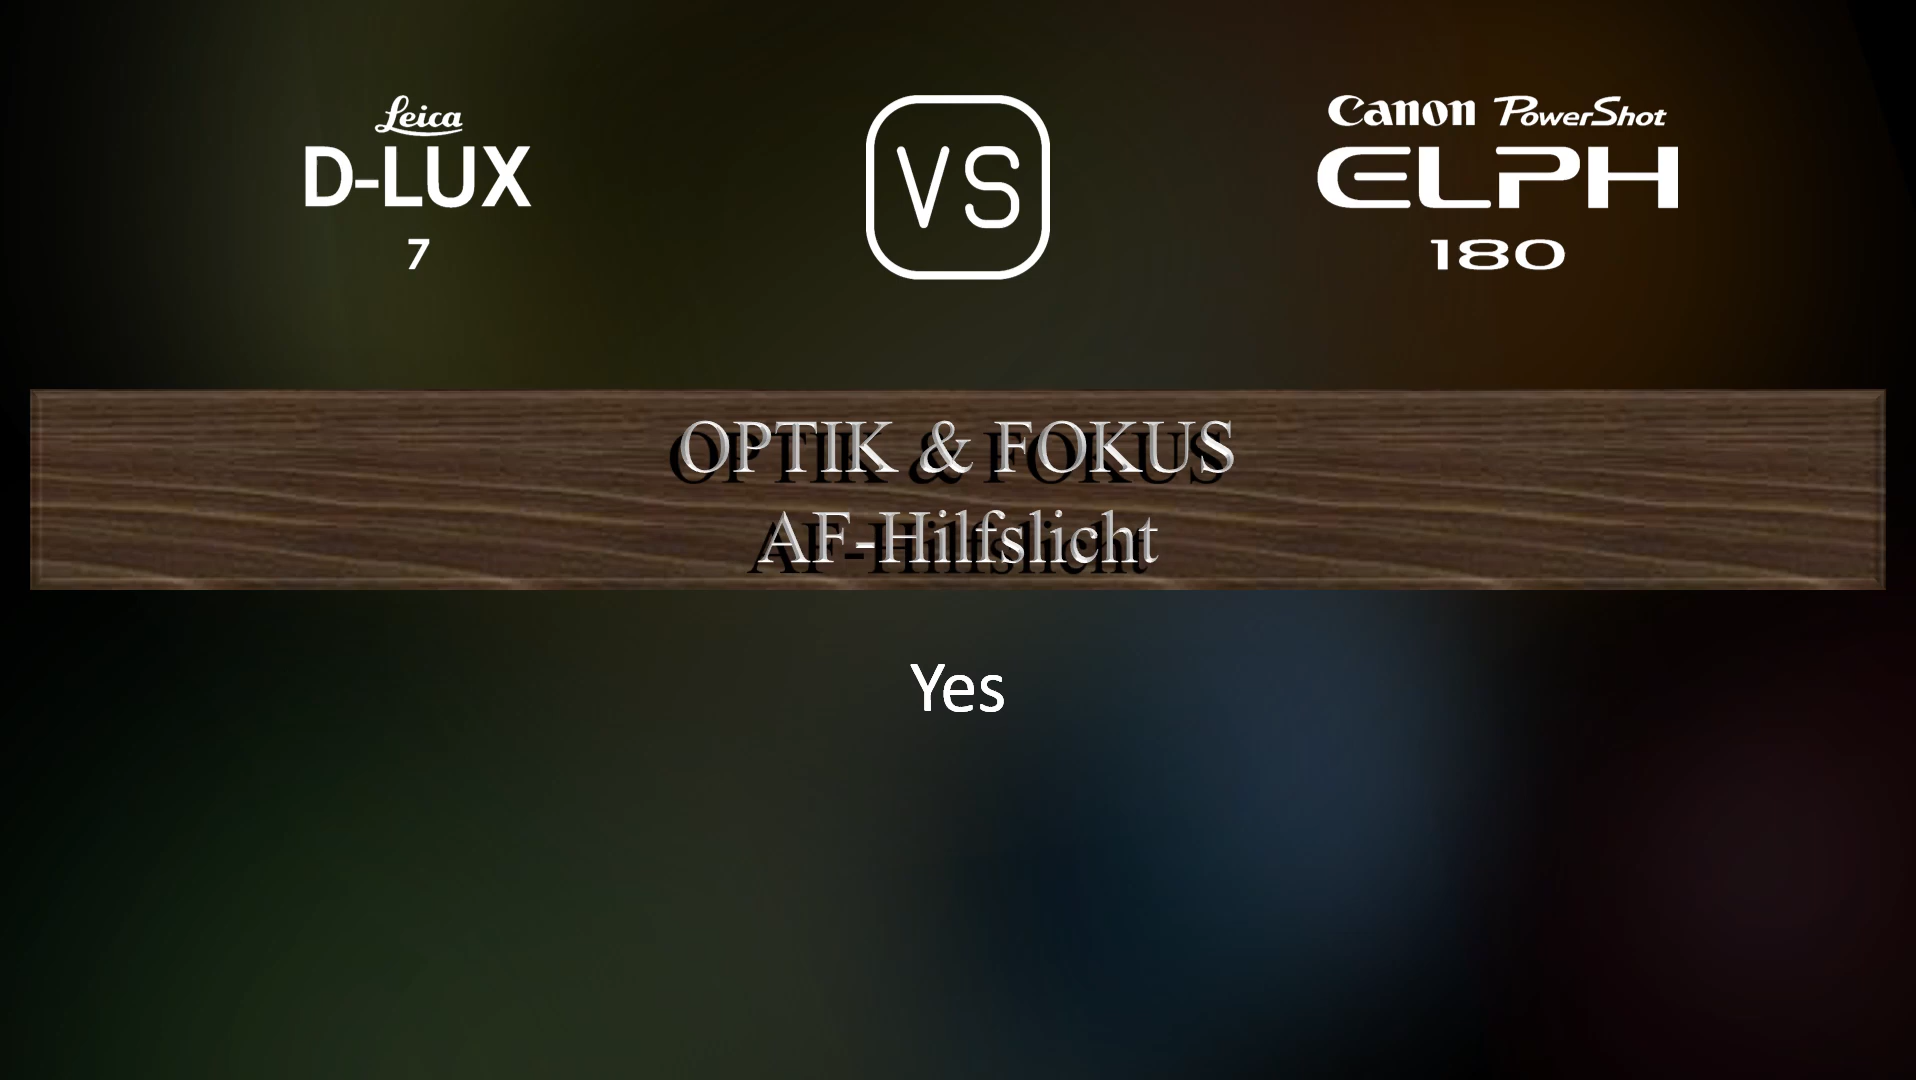 Leica
D-LUX
7
VS
Canon PowerShot
ELPH
180
OPTIK & FOKUS
AF-Hilfslicht
Yes